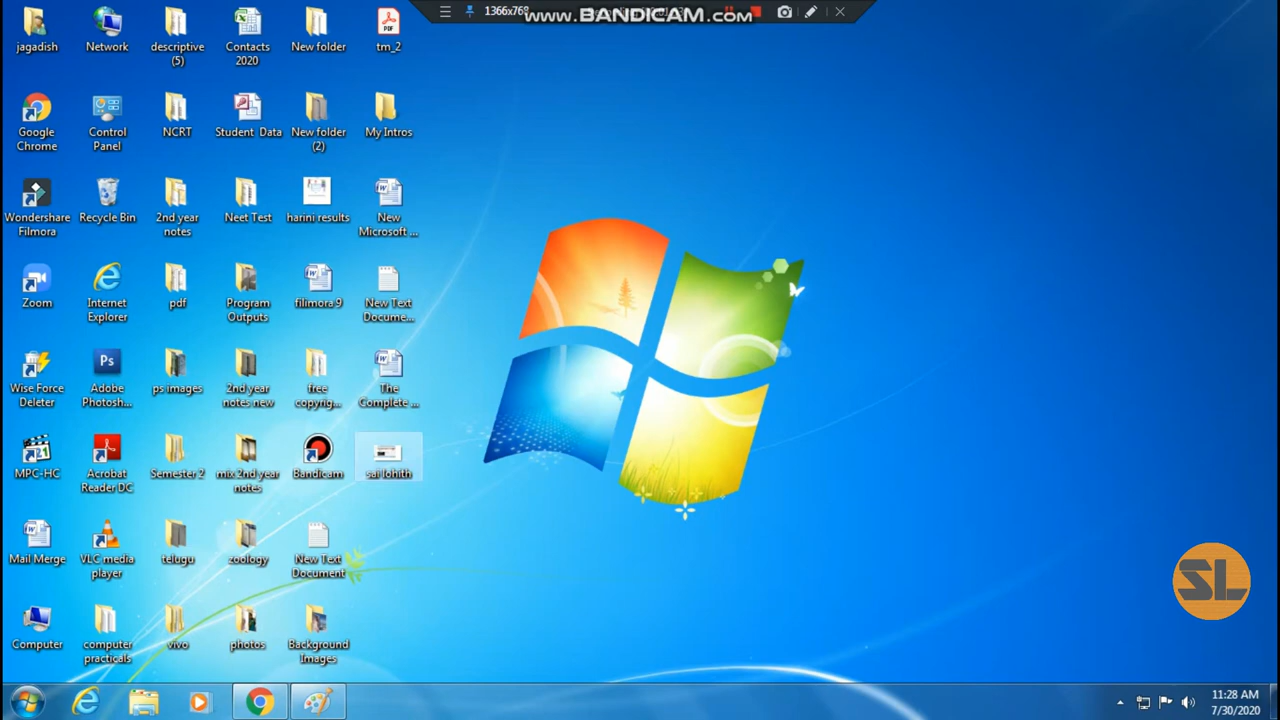 1366x768
www.BANDICAM.com
jagadish
Network
descriptive
(5)
Contacts
2020
New folder
PDF
tm_2
Google
Chrome
Control
Panel
NCRT
Student Data
New folder
(2)
My Intros
Wondershare
Filmora
Recycle Bin
2nd year
notes
Neet Test
harini results
New
Microsoft ...
Zoom
Internet
Explorer
pdf
Program
Outputs
filimora 9
New Text
Docume...
Wise Force
Deleter
Ps
Adobe
Photosh...
ps images
2nd year
notes new
free
copyrig...
The
Complete ...
MPC-HC
Acrobat
Reader DC
Semester 2
mix 2nd year
notes
Bandicam
sai lohith
Mail Merge
VLC media
player
telugu
zoology
New Text
Document
SL
Computer
computer
practicals
vivo
photos
Background
Images
11:28 AM
7/30/2020